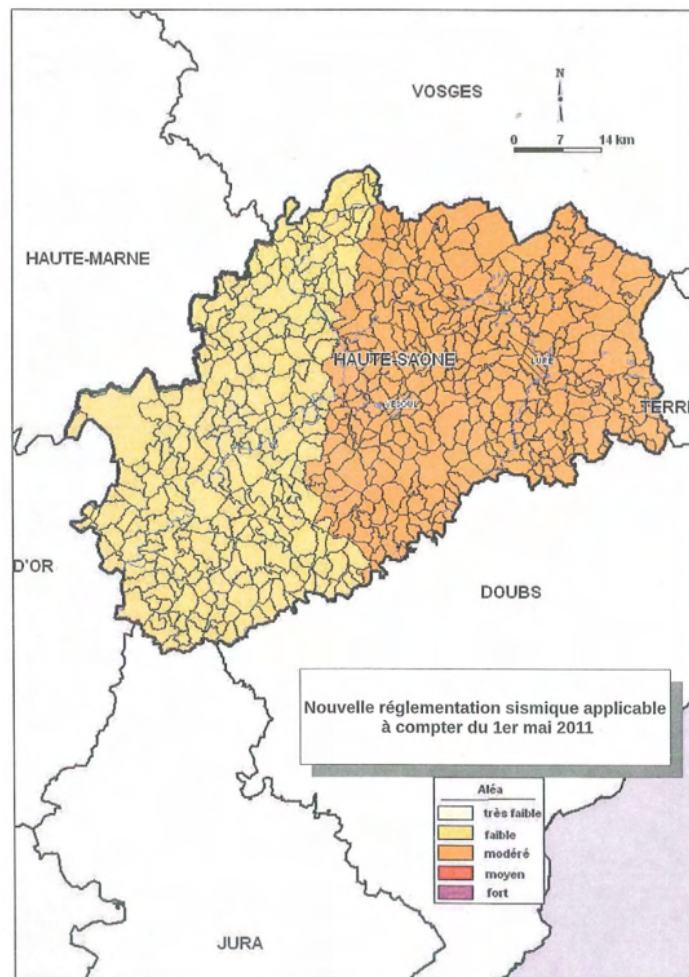 VOSGES
N
0 7 14 km
HAUTE-MARNE
HAUTE-SAONE
LURE
VESOUL
TERRI
D'OR
DOUBS
Nouvelle réglementation sismique applicable
à compter du 1er mai 2011
Aléa
très faible
faible
modéré
moyen
fort
JURA